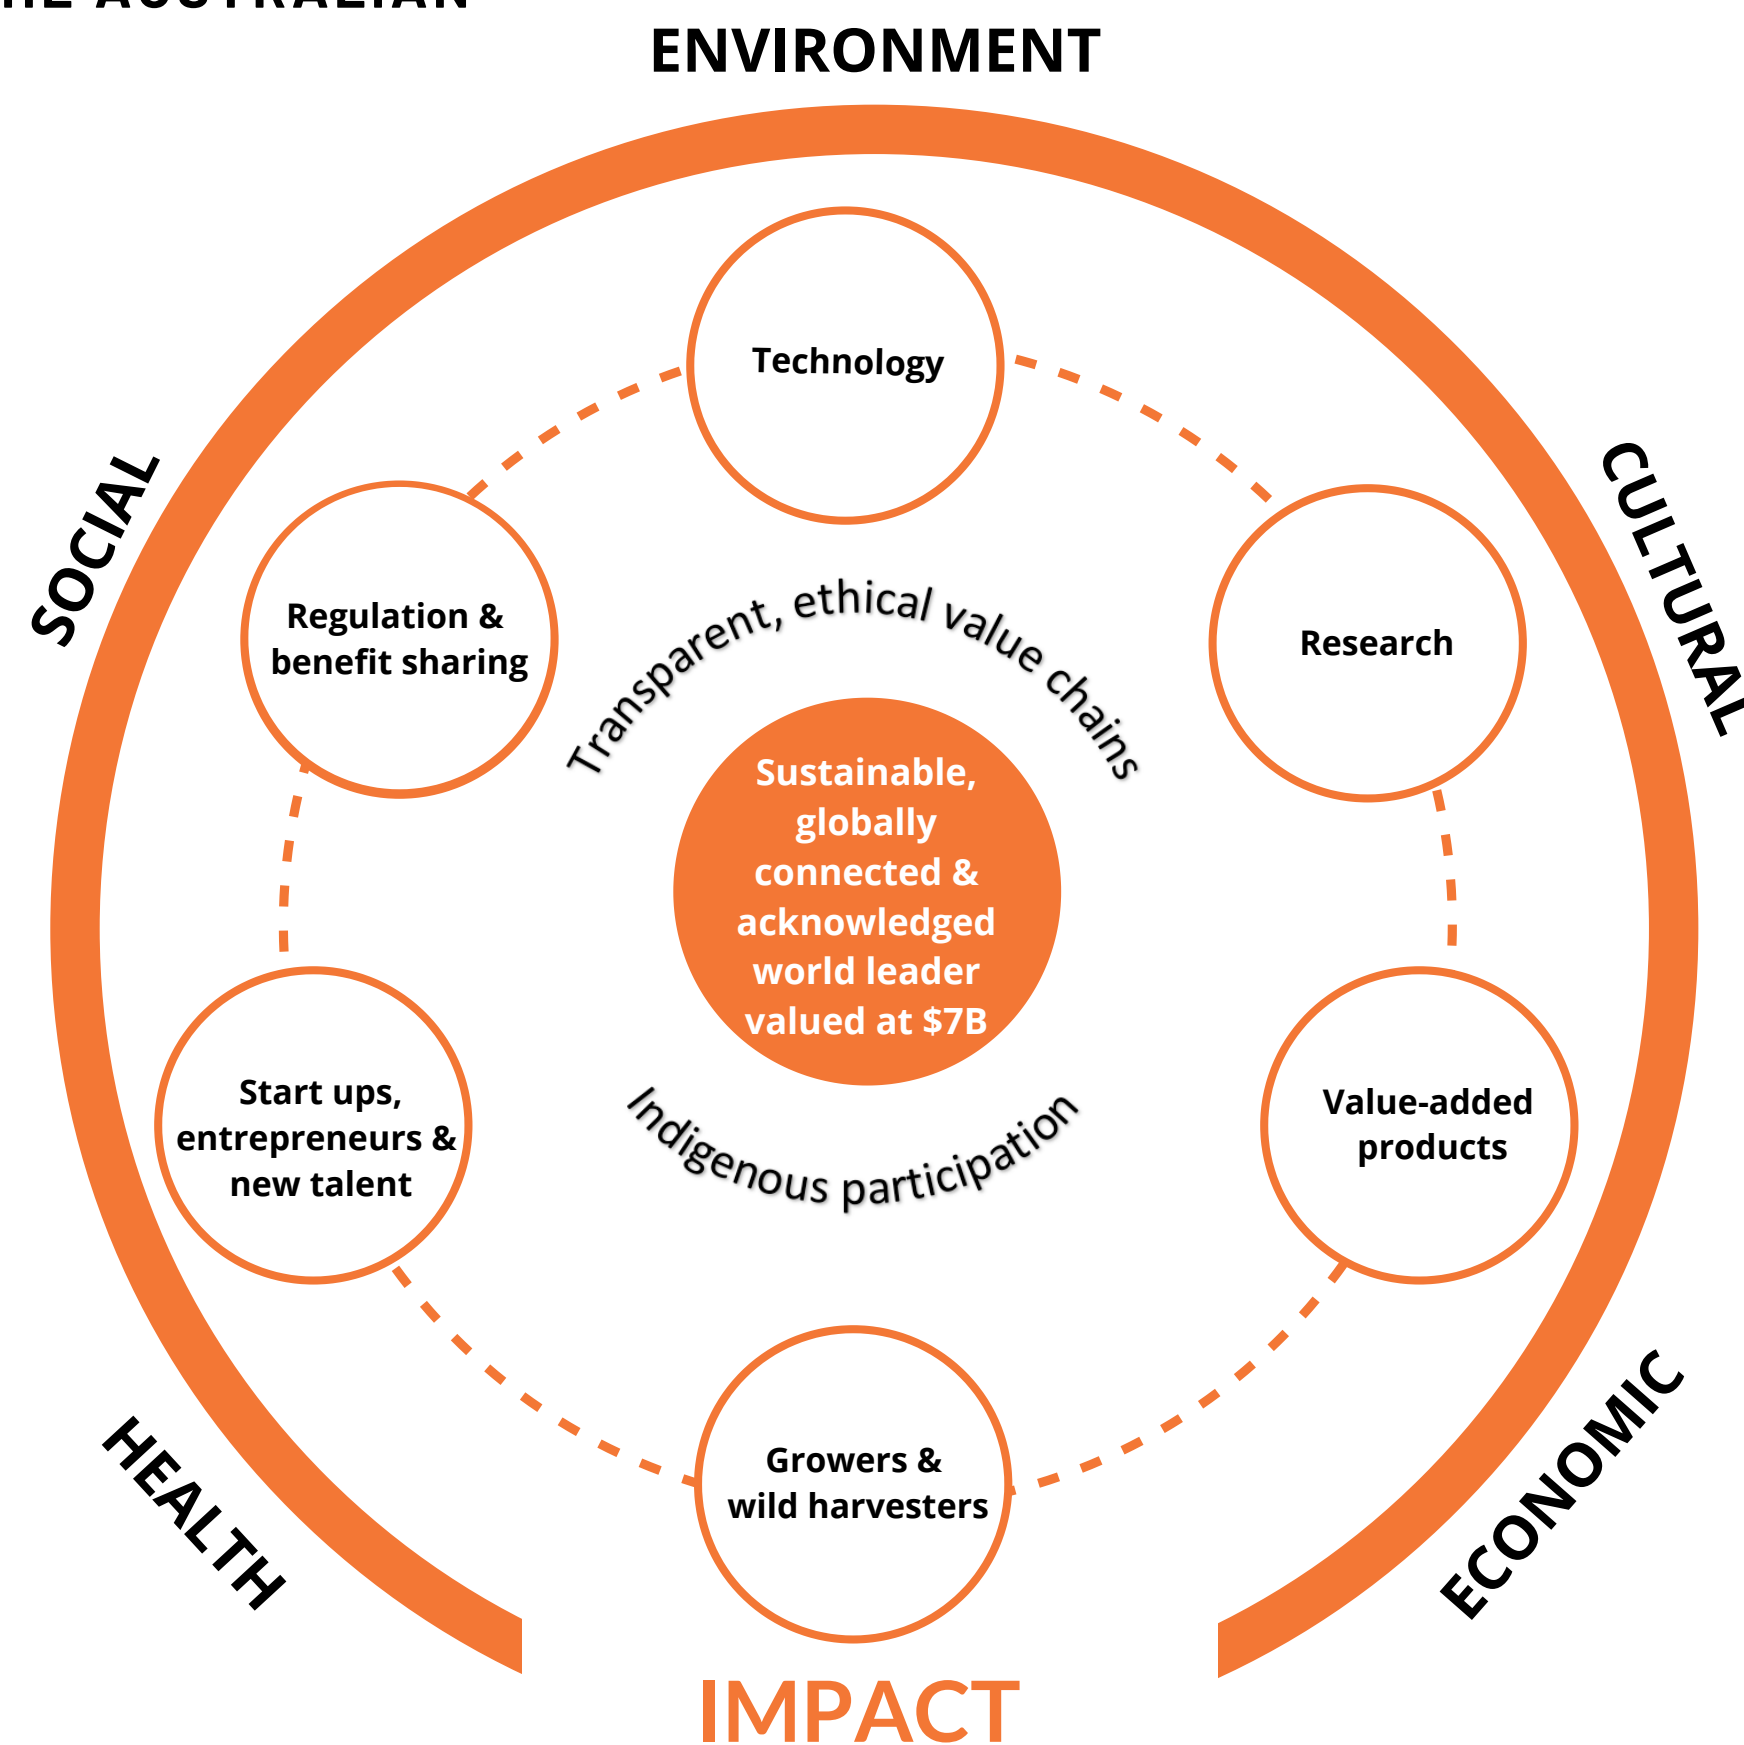 AUSTRALIAN
ENVIRONMENT
SOCIAL
CULTURAL
Technology
Regulation &
benefit sharing
Research
Transparent, ethical value chains
Sustainable,
globally
connected &
acknowledged
world leader
valued at $7B
Indigenous participation
Start ups,
entrepreneurs &
new talent
Value-added
products
Growers &
wild harvesters
HEALTH
ECONOMIC
IMPACT